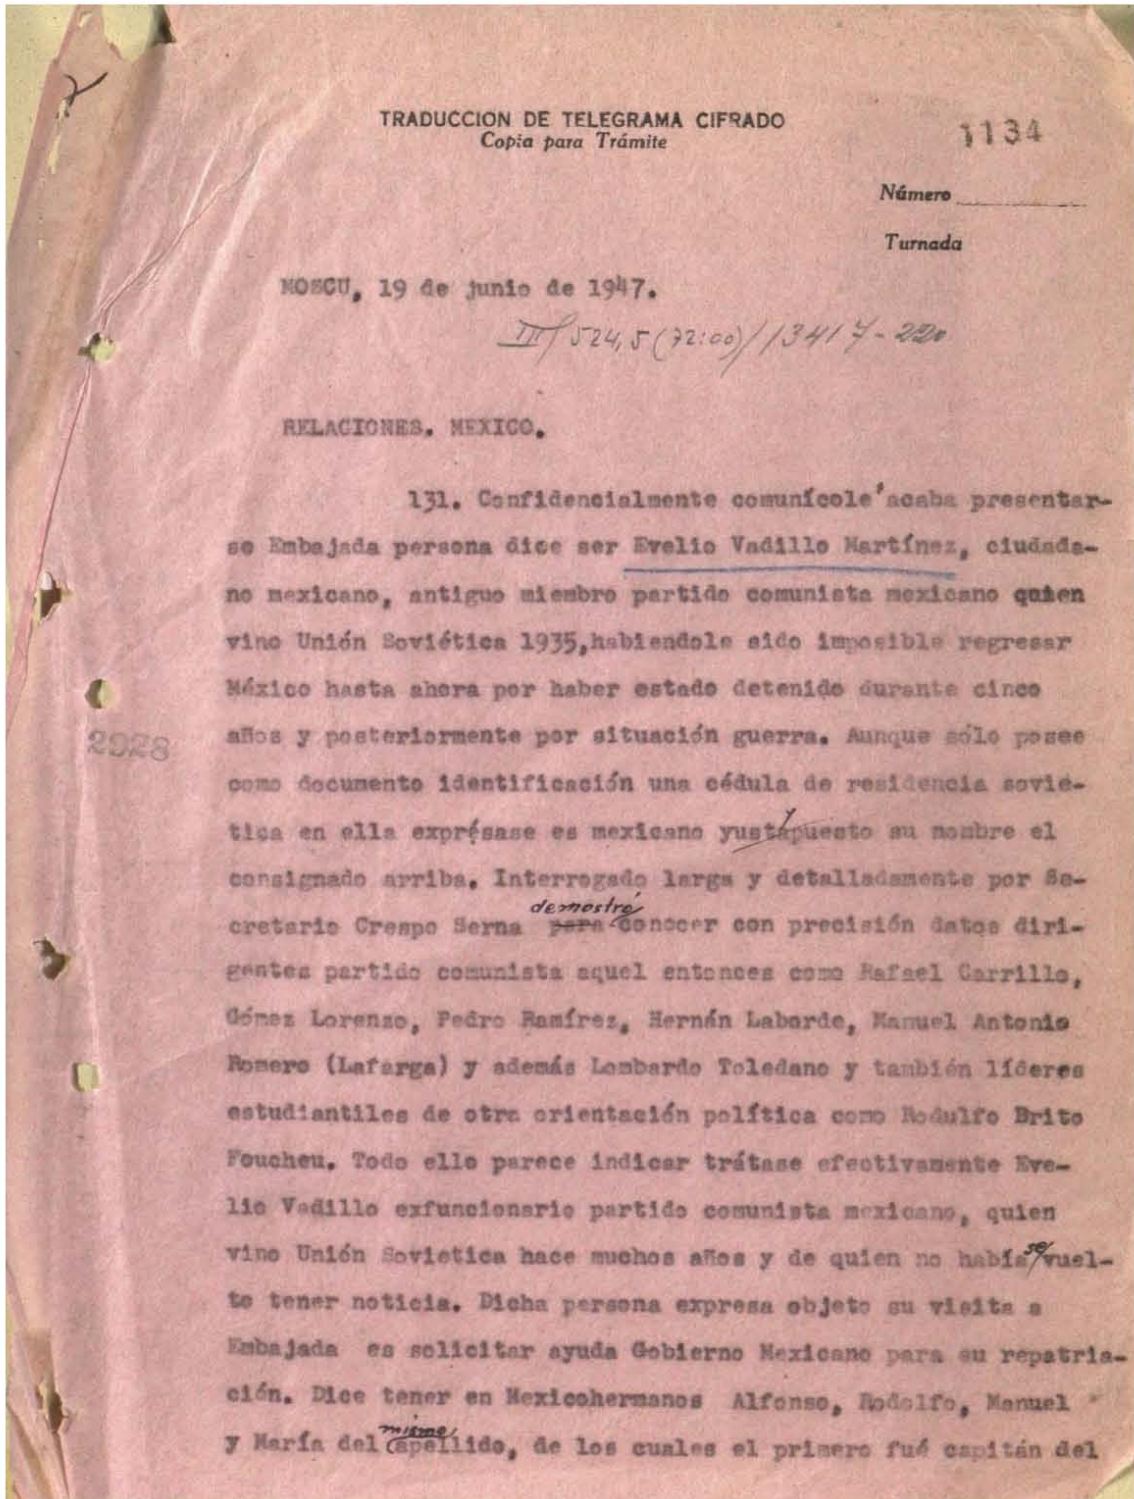 TRADUCCION DE TELEGRAMA CIFRADO
Copia para Trámite
1134
Número
Turnada
MOSCU, 19 de junio de 1947.
III/524,5(72:00)/13417-220
RELACIONES. MEXICO.
131. Confidencialmente comunícole acaba presentar-
se Embajada persona dice ser Evelio Vadillo Martínez, ciudada-
no mexicano, antiguo miembro partido comunista mexicano quien
vino Unión Soviética 1935,habiendole sido imposible regresar
México hasta ahora por haber estado detenido durante cinco
años y posteriormente por situación guerra. Aunque sólo posee
2928
como documento identificación una cédula de residencia sovié-
tica en ella exprésase es mexicano yustapuesto su nombre el
consignado arriba. Interrogado larga y detalladamente por Se-
demostró
cretario Crespo Serna para conocer con precisión datos diri-
gentes partido comunista aquel entonces como Rafael Carrillo,
Gómez Lorenzo, Pedro Ramírez, Hernán Laborde, Manuel Antonio
Romero (Lafarga) y además Lombardo Toledano y también líderes
estudiantiles de otra orientación política como Rodulfo Brito
Foucheu. Todo ello parece indicar trátase efectivamente Eve-
lio Vadillo exfuncionario partido comunista mexicano, quien
vino Unión Sovietica hace muchos años y de quien no había se vuel-
to tener noticia. Dicha persona expresa objeto su visita a
Embajada es solicitar ayuda Gobierno Mexicano para su repatria-
ción. Dice tener en Mexicohermanos Alfonso, Rodolfo, Manuel
mismo
y María del apellido, de los cuales el primero fué capitán del